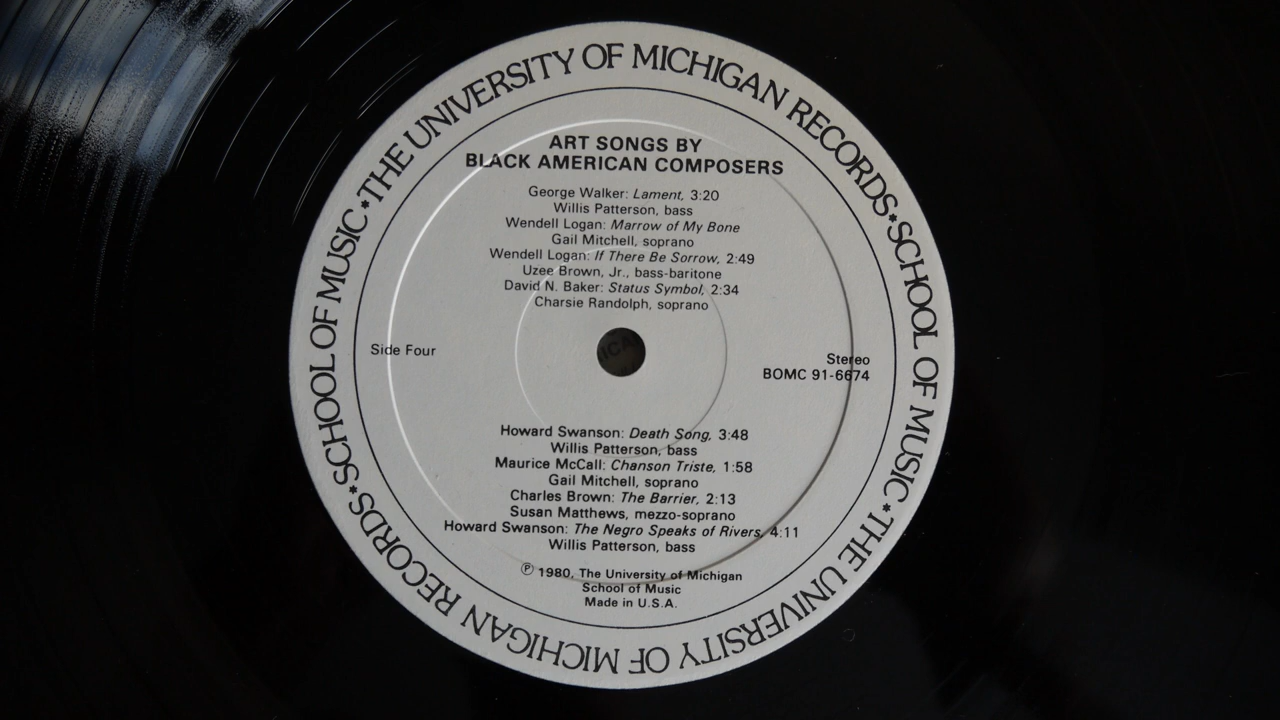 THE UNIVERSITY OF MICHIGAN RECORDS * SCHOOL OF MUSIC * THE UNIVERSITY OF MICHIGAN RECORDS * SCHOOL OF MUSIC *
ART SONGS BY
BLACK AMERICAN COMPOSERS
George Walker: Lament, 3:20
Willis Patterson, bass
Wendell Logan: Marrow of My Bone
Gail Mitchell, soprano
Wendell Logan: If There Be Sorrow, 2:49
Uzee Brown, Jr., bass-baritone
David N. Baker: Status Symbol, 2:34
Charsie Randolph, soprano
Side Four
Stereo
BOMC 91-6674
Howard Swanson: Death Song, 3:48
Willis Patterson, bass
Maurice McCall: Chanson Triste, 1:58
Gail Mitchell, soprano
Charles Brown: The Barrier, 2:13
Susan Matthews, mezzo-soprano
Howard Swanson: The Negro Speaks of Rivers, 4:11
Willis Patterson, bass
℗ 1980, The University of Michigan
School of Music
Made in U.S.A.